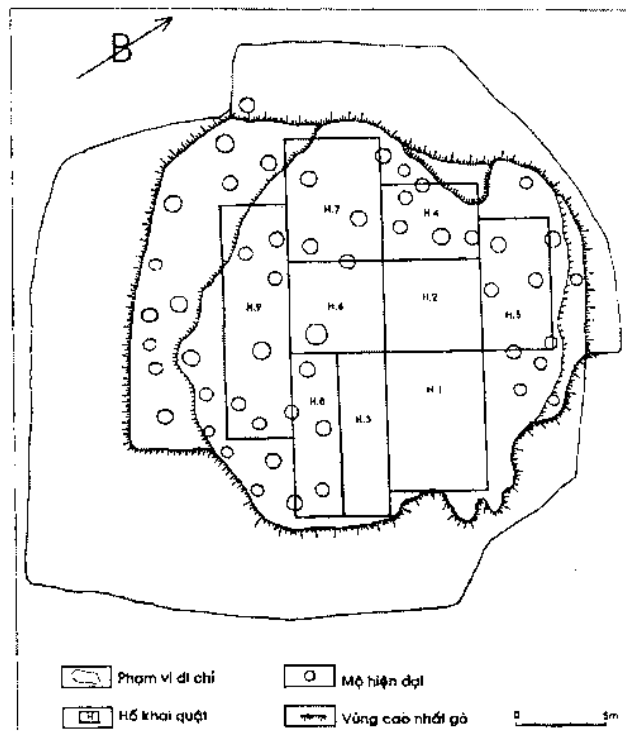 B
H.7
H.4
H.9
H.6
H.2
H.5
H.8
H.3
H.1
Phạm vi di chỉ
Mộ hiện đại
Hố khai quật
Vùng cao nhất gò
0 5m